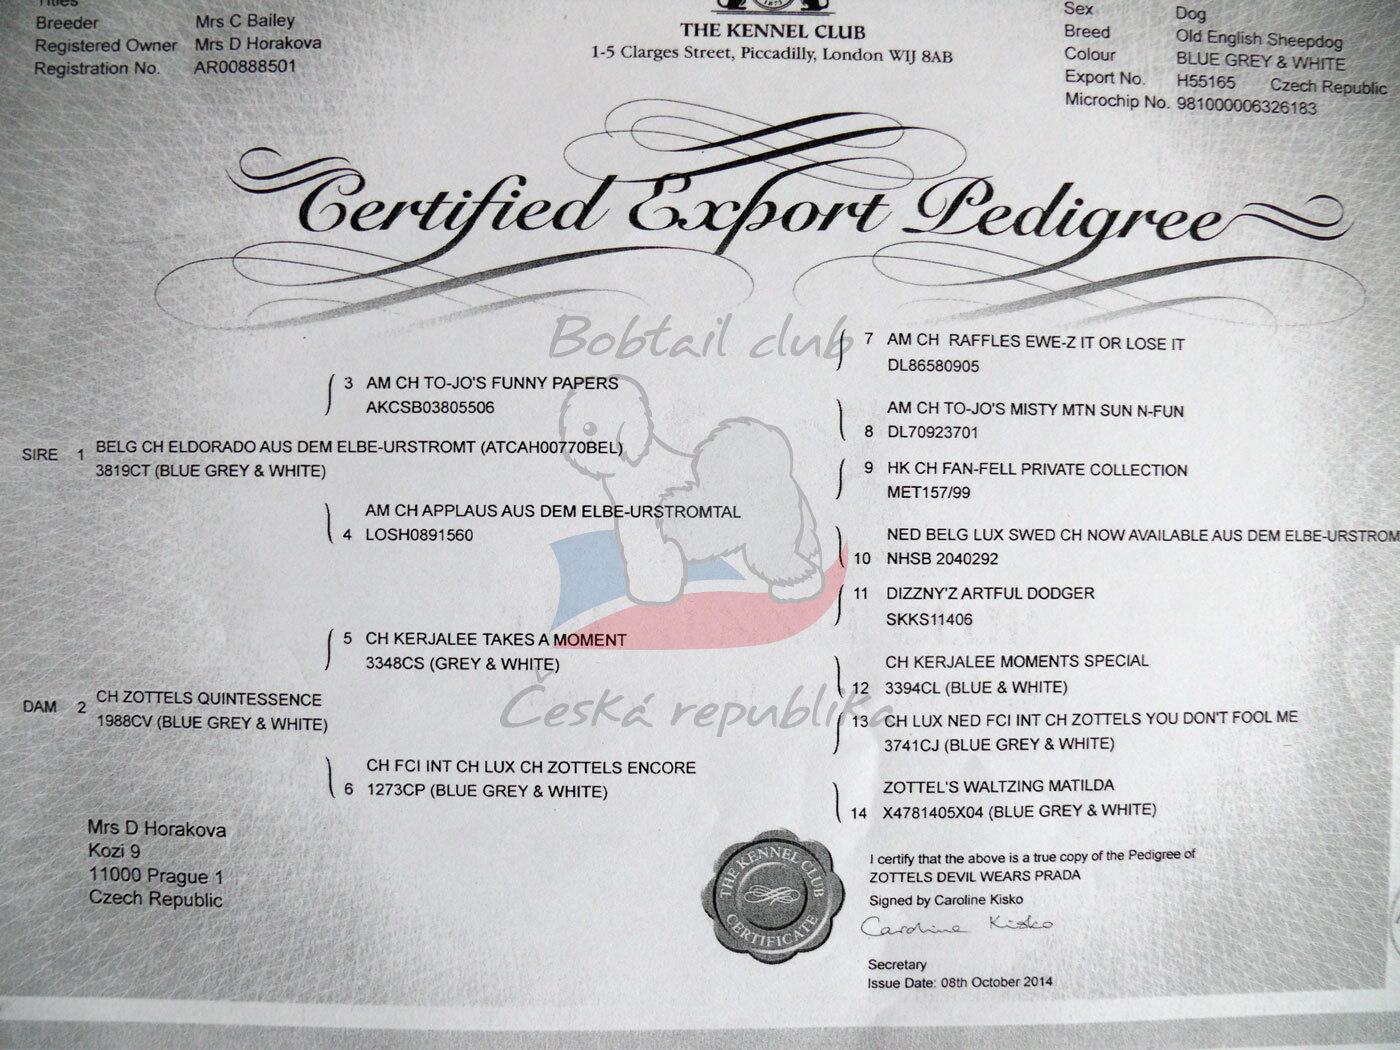 Titles
Breeder Mrs C Bailey
Registered Owner Mrs D Horakova
Registration No. AR00888501
1873
THE KENNEL CLUB
1-5 Clarges Street, Piccadilly, London W1J 8AB
Sex Dog
Breed Old English Sheepdog
Colour BLUE GREY & WHITE
Export No. H55165 Czech Republic
Microchip No. 981000006326183
Certified Export Pedigree
Bobtail club
7 AM CH RAFFLES EWE-Z IT OR LOSE IT
DL86580905
3 AM CH TO-JO'S FUNNY PAPERS
AKCSB03805506
AM CH TO-JO'S MISTY MTN SUN N-FUN
8 DL70923701
SIRE 1 BELG CH ELDORADO AUS DEM ELBE-URSTROMT (ATCAH00770BEL)
3819CT (BLUE GREY & WHITE)
9 HK CH FAN-FELL PRIVATE COLLECTION
MET157/99
AM CH APPLAUS AUS DEM ELBE-URSTROMTAL
4 LOSH0891560
NED BELG LUX SWED CH NOW AVAILABLE AUS DEM ELBE-URSTROM
10 NHSB 2040292
11 DIZZNY'Z ARTFUL DODGER
SKKS11406
5 CH KERJALEE TAKES A MOMENT
3348CS (GREY & WHITE)
CH KERJALEE MOMENTS SPECIAL
12 3394CL (BLUE & WHITE)
DAM 2 CH ZOTTELS QUINTESSENCE
1988CV (BLUE GREY & WHITE)
Česká republika
13 CH LUX NED FCI INT CH ZOTTELS YOU DON'T FOOL ME
3741CJ (BLUE GREY & WHITE)
CH FCI INT CH LUX CH ZOTTELS ENCORE
6 1273CP (BLUE GREY & WHITE)
ZOTTEL'S WALTZING MATILDA
14 X4781405X04 (BLUE GREY & WHITE)
Mrs D Horakova
Kozi 9
11000 Prague 1
Czech Republic
THE KENNEL CLUB
CERTIFICATE
I certify that the above is a true copy of the Pedigree of
ZOTTELS DEVIL WEARS PRADA
Signed by Caroline Kisko
Caroline Kisko
Secretary
Issue Date: 08th October 2014